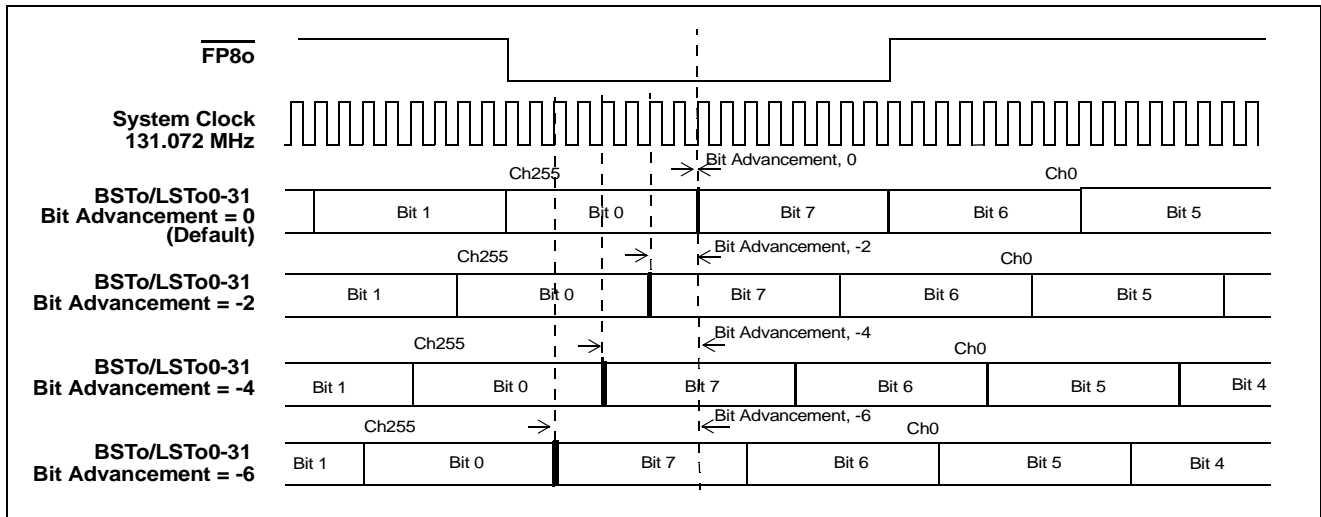 FP8o
System Clock
131.072 MHz
Bit Advancement, 0
Ch255
Ch0
BSTo/LSTo0-31
Bit Advancement = 0
(Default)
Bit 1
Bit 0
Bit 7
Bit 6
Bit 5
Bit Advancement, -2
Ch255
Ch0
BSTo/LSTo0-31
Bit Advancement = -2
Bit 1
Bit 0
Bit 7
Bit 6
Bit 5
Bit Advancement, -4
Ch255
Ch0
BSTo/LSTo0-31
Bit Advancement = -4
Bit 1
Bit 0
Bit 7
Bit 6
Bit 5
Bit 4
Bit Advancement, -6
Ch255
Ch0
BSTo/LSTo0-31
Bit Advancement = -6
Bit 1
Bit 0
Bit 7
Bit 6
Bit 5
Bit 4